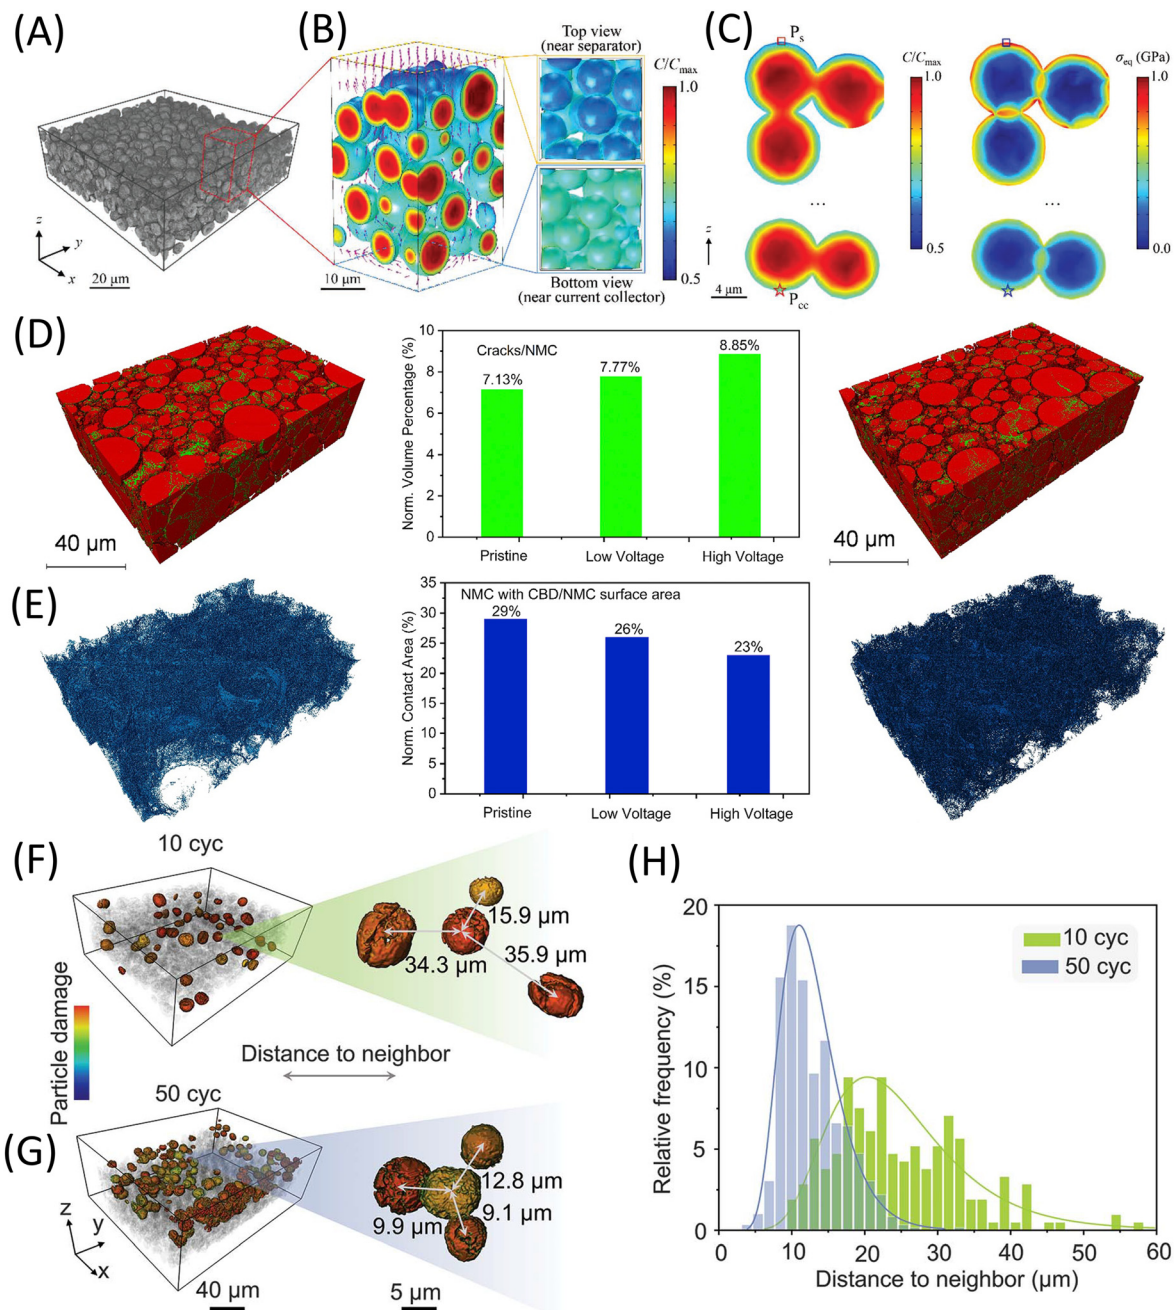 (A)
z
y
x
20 µm
(B)
10 µm
Top view
(near separator)
Bottom view
(near current collector)
C/Cmax
1.0
0.5
(C)
Ps
C/Cmax
1.0
0.5
σeq (GPa)
1.0
0.0
...
...
z
4 µm
Pcc
(D)
40 µm
Norm. Volume Percentage (%)
10
8
6
4
2
0
Cracks/NMC
7.13%
7.77%
8.85%
Pristine
Low Voltage
High Voltage
40 µm
(E)
Norm. Contact Area (%)
35
30
25
20
15
10
5
0
NMC with CBD/NMC surface area
29%
26%
23%
Pristine
Low Voltage
High Voltage
(F)
10 cyc
15.9 µm
34.3 µm
35.9 µm
Particle damage
Distance to neighbor
(G)
50 cyc
12.8 µm
9.9 µm
9.1 µm
z
y
x
40 µm
5 µm
(H)
Relative frequency (%)
20
15
10
5
0
10 cyc
50 cyc
0
10
20
30
40
50
60
Distance to neighbor (µm)